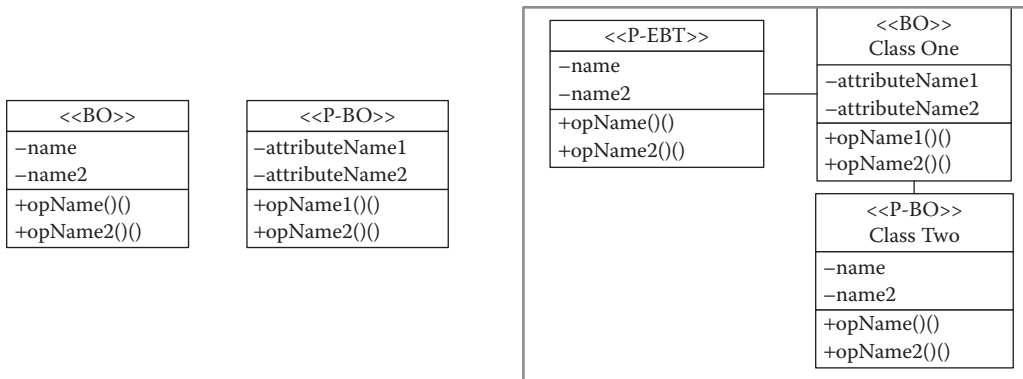 <<BO>>
−name
−name2
+opName()()
+opName2()()
<<P-BO>>
−attributeName1
−attributeName2
+opName1()()
+opName2()()
<<P-EBT>>
−name
−name2
+opName()()
+opName2()()
<<BO>>
Class One
−attributeName1
−attributeName2
+opName1()()
+opName2()()
<<P-BO>>
Class Two
−name
−name2
+opName()()
+opName2()()